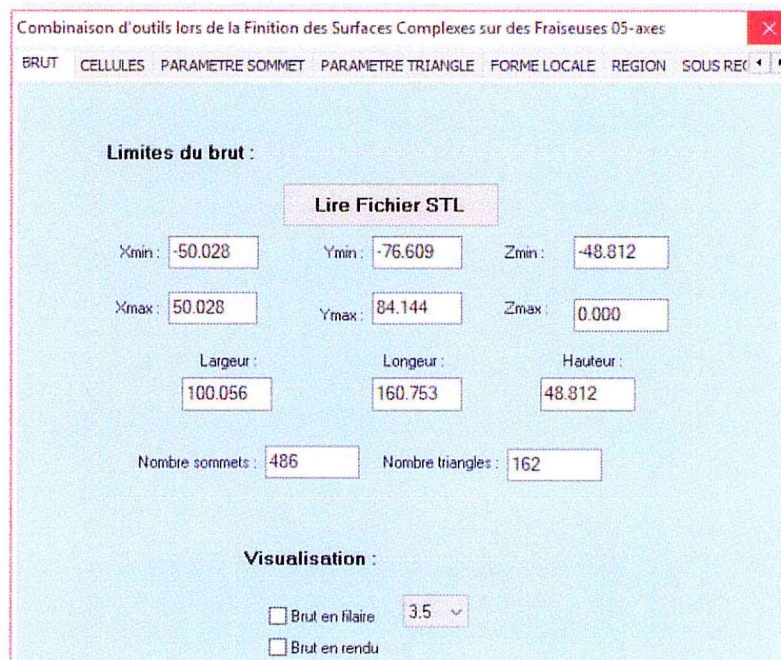 Combinaison d'outils lors de la Finition des Surfaces Complexes sur des Fraiseuses 05-axes
BRUT CELLULES PARAMETRE SOMMET PARAMETRE TRIANGLE FORME LOCALE REGION SOUS REG
Limites du brut :
Lire Fichier STL
Xmin : -50.028 Ymin : -76.609 Zmin : -48.812
Xmax : 50.028 Ymax : 84.144 Zmax : 0.000
Largeur : Longeur : Hauteur :
100.056 160.753 48.812
Nombre sommets : 486 Nombre triangles : 162
Visualisation :
Brut en filaire 3.5
Brut en rendu